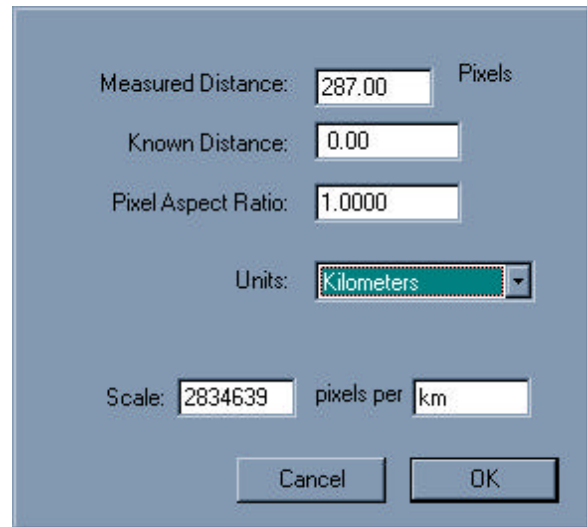 Measured Distance: 287.00 Pixels
Known Distance: 0.00
Pixel Aspect Ratio: 1.0000
Units: Kilometers
Scale: 2834639 pixels per km
Cancel OK